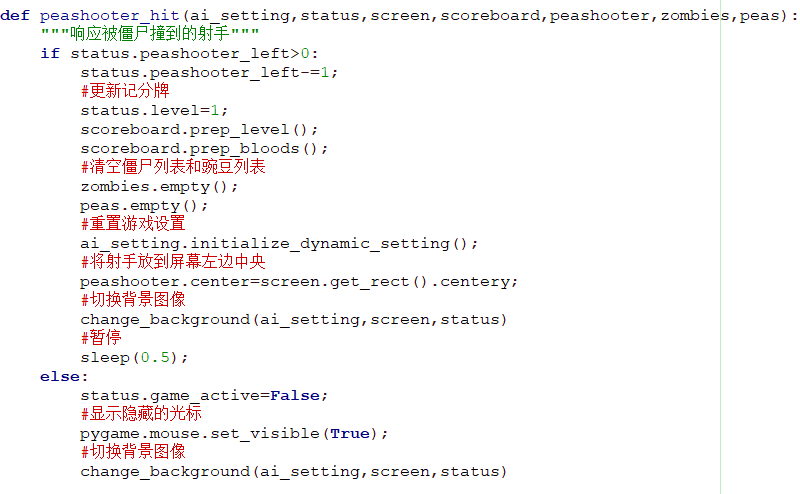 def peashooter_hit(ai_setting,status,screen,scoreboard,peashooter,zombies,peas):
    """响应被僵尸撞到的射手"""
    if status.peashooter_left>0:
        status.peashooter_left-=1;
        #更新记分牌
        status.level=1;
        scoreboard.prep_level();
        scoreboard.prep_bloods();
        #清空僵尸列表和豌豆列表
        zombies.empty();
        peas.empty();
        #重置游戏设置
        ai_setting.initialize_dynamic_setting();
        #将射手放到屏幕左边中央
        peashooter.center=screen.get_rect().centery;
        #切换背景图像
        change_background(ai_setting,screen,status)
        #暂停
        sleep(0.5);
    else:
        status.game_active=False;
        #显示隐藏的光标
        pygame.mouse.set_visible(True);
        #切换背景图像
        change_background(ai_setting,screen,status)